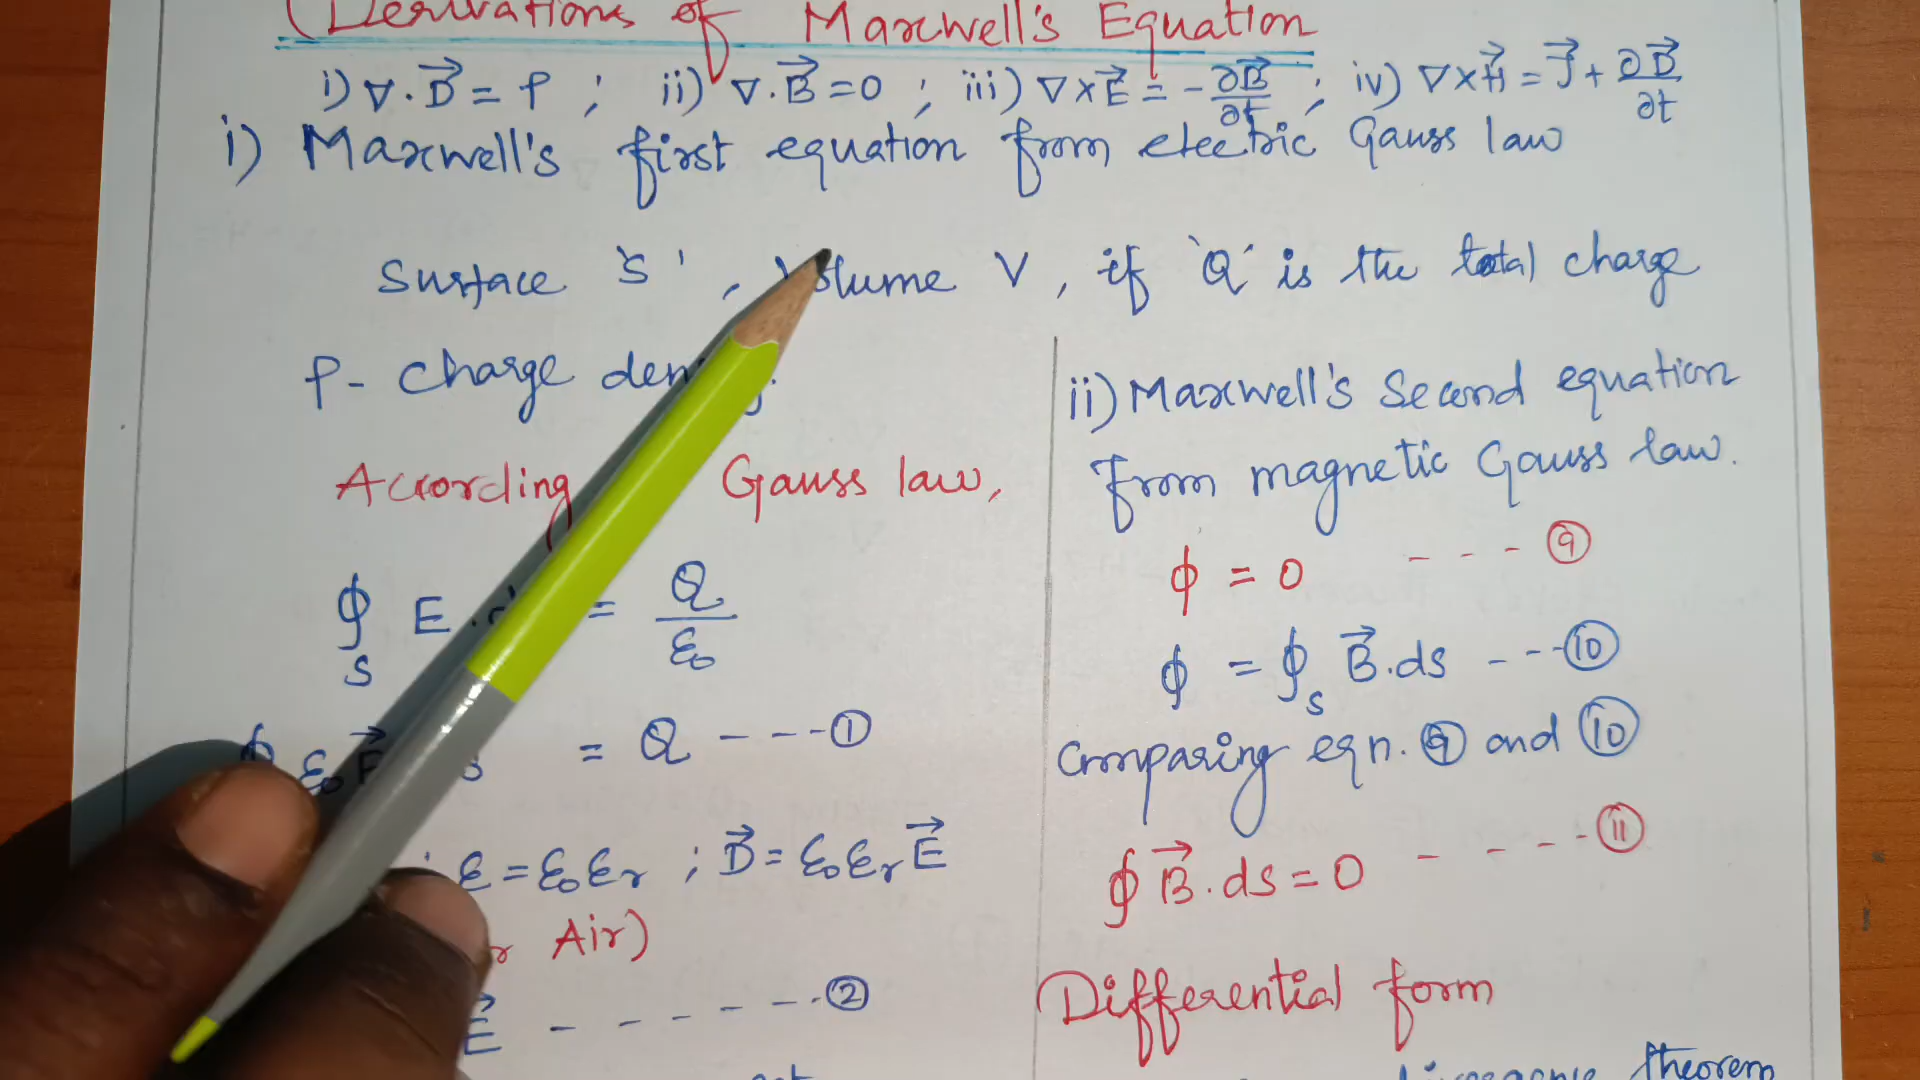 (Derivations of Maxwell's Equation
i) ∇.D⃗ = ρ ; ii) ∇.B⃗ = 0 ; iii) ∇×E⃗ = -∂B⃗/∂t ; iv) ∇×H⃗ = J⃗ + ∂D⃗/∂t
i) Maxwell's first equation from electric Gauss law
Surface 'S', Volume V, if 'Q' is the total charge
ρ - charge
According Gauss law,
∮S E. = Q/ε₀
∮ ε₀ E⃗ s = Q ---①
; ε = ε₀εr ; D⃗ = ε₀εr E⃗
r Air)
E⃗ ------②
ii) Maxwell's Second equation
from magnetic Gauss law.
ϕ = 0 --- ⑨
ϕ = ∮S B⃗.ds ---⑩
Comparing eqn. ⑨ and ⑩
∮ B⃗.ds = 0 ----⑪
Differential form
divergence theorem